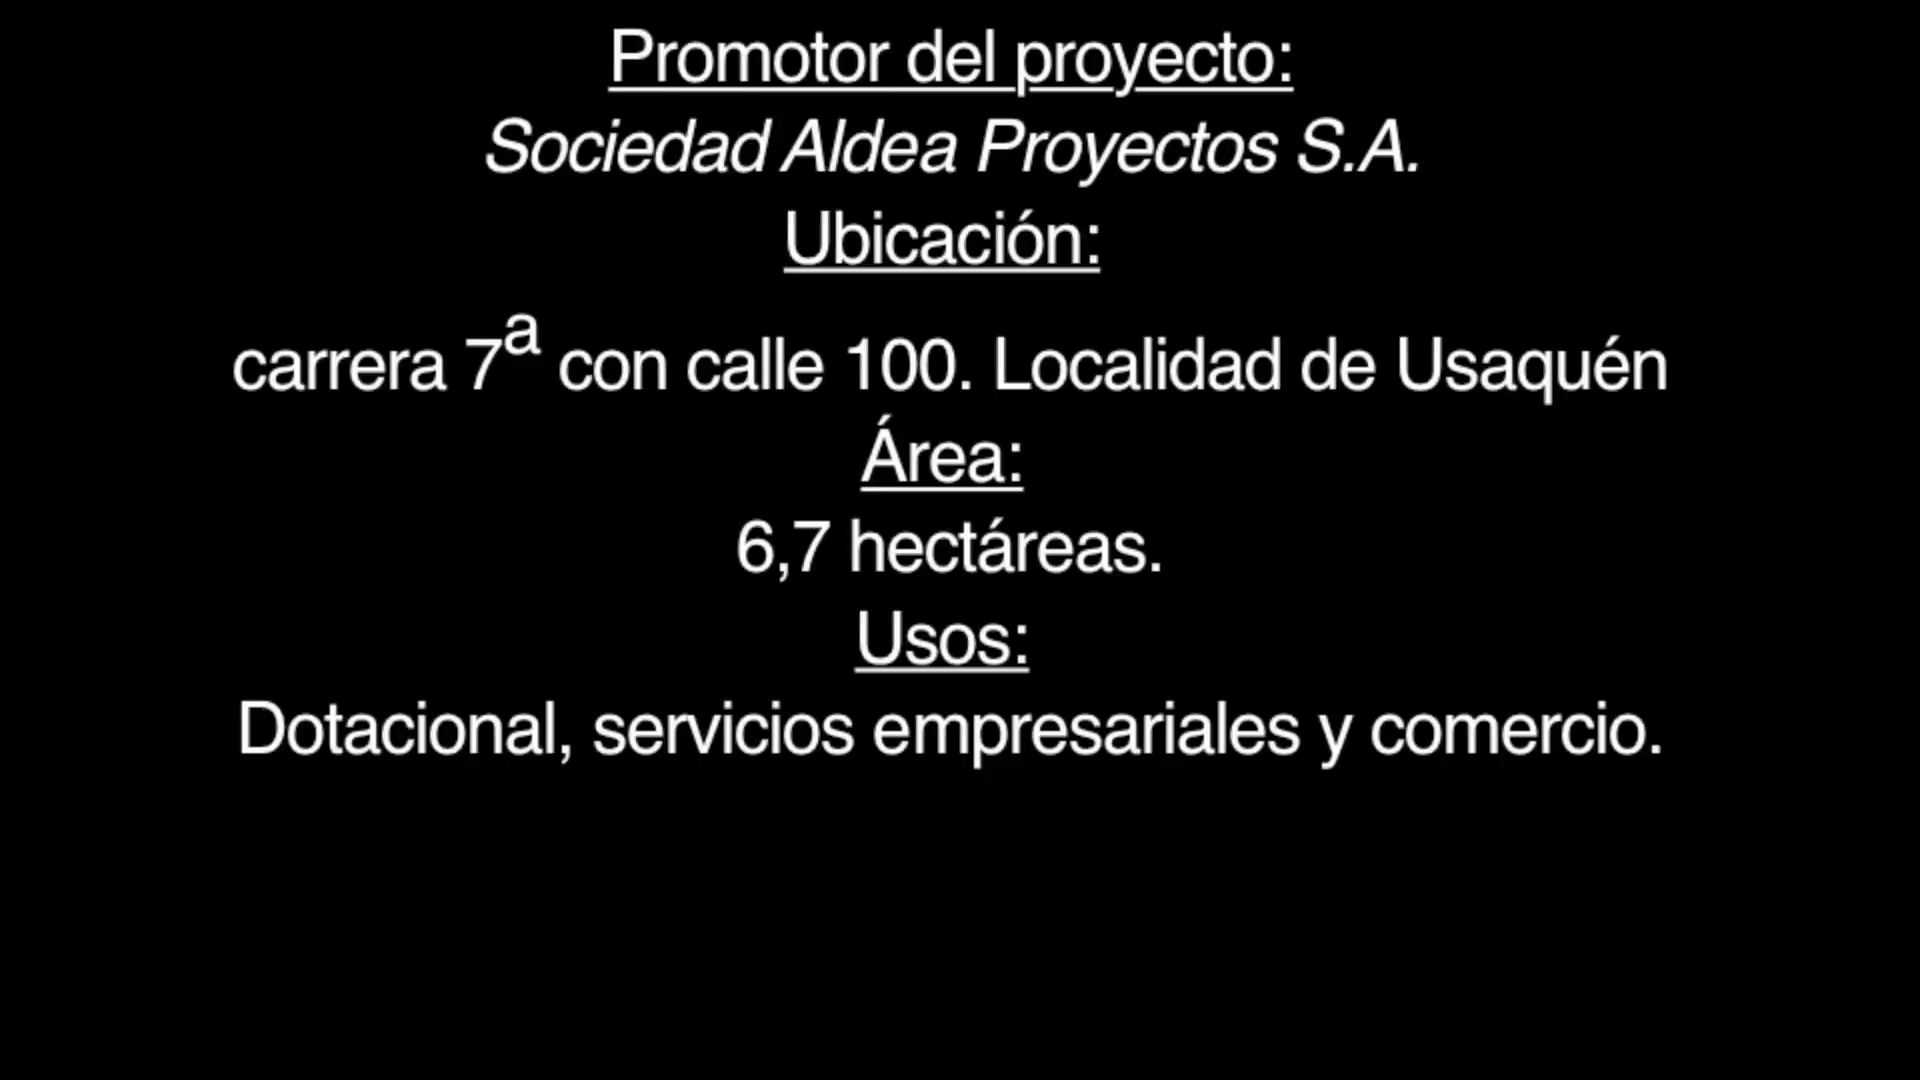 Promotor del proyecto:
Sociedad Aldea Proyectos S.A.
Ubicación:
carrera 7ª con calle 100. Localidad de Usaquén
Área:
6,7 hectáreas.
Usos:
Dotacional, servicios empresariales y comercio.